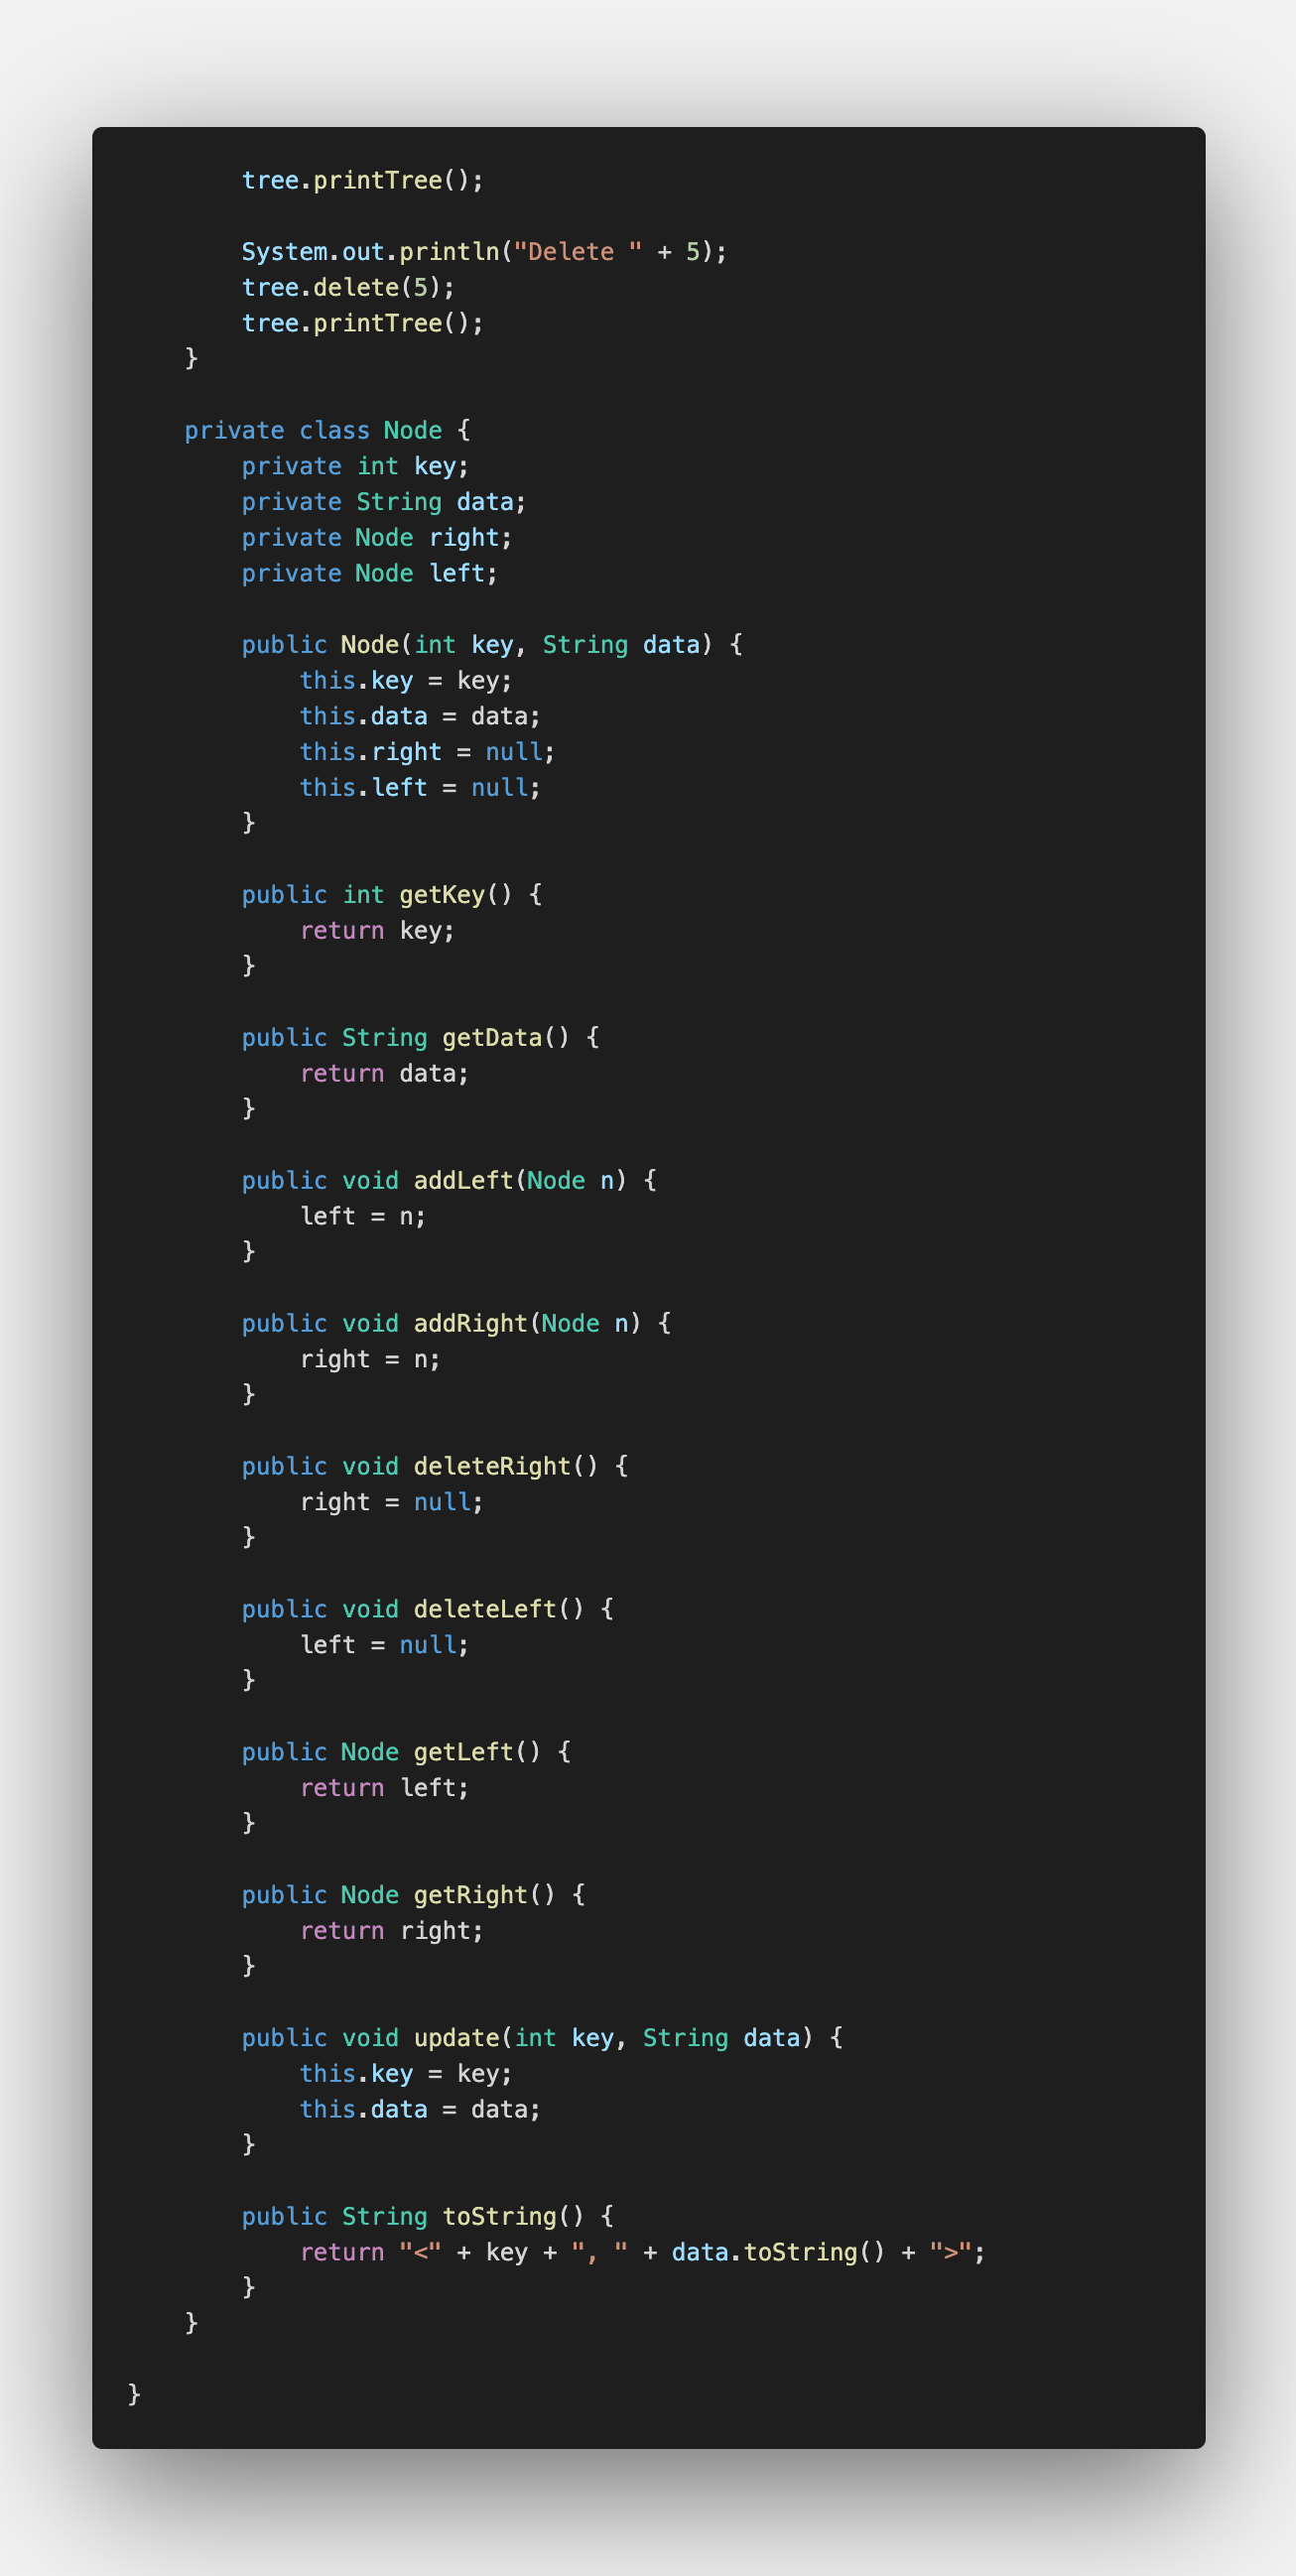 tree.printTree();

System.out.println("Delete " + 5);
tree.delete(5);
tree.printTree();
}

private class Node {
private int key;
private String data;
private Node right;
private Node left;

public Node(int key, String data) {
this.key = key;
this.data = data;
this.right = null;
this.left = null;
}

public int getKey() {
return key;
}

public String getData() {
return data;
}

public void addLeft(Node n) {
left = n;
}

public void addRight(Node n) {
right = n;
}

public void deleteRight() {
right = null;
}

public void deleteLeft() {
left = null;
}

public Node getLeft() {
return left;
}

public Node getRight() {
return right;
}

public void update(int key, String data) {
this.key = key;
this.data = data;
}

public String toString() {
return "<" + key + ", " + data.toString() + ">";
}
}

}